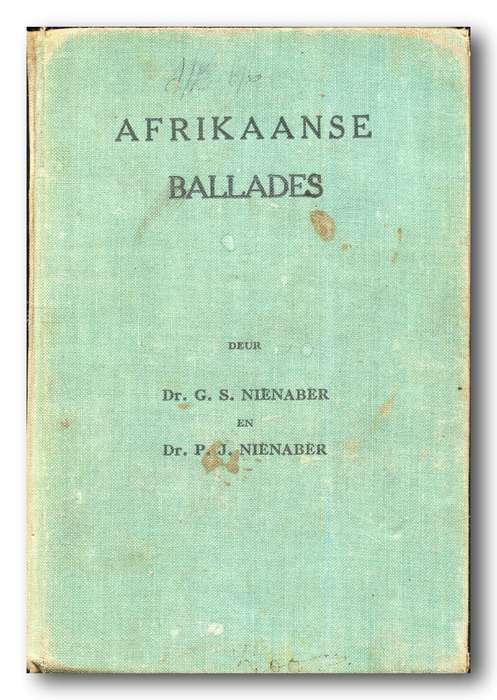 AFRIKAANSE
BALLADES
DEUR
Dr. G. S. NIENABER
EN
Dr. P. J. NIENABER